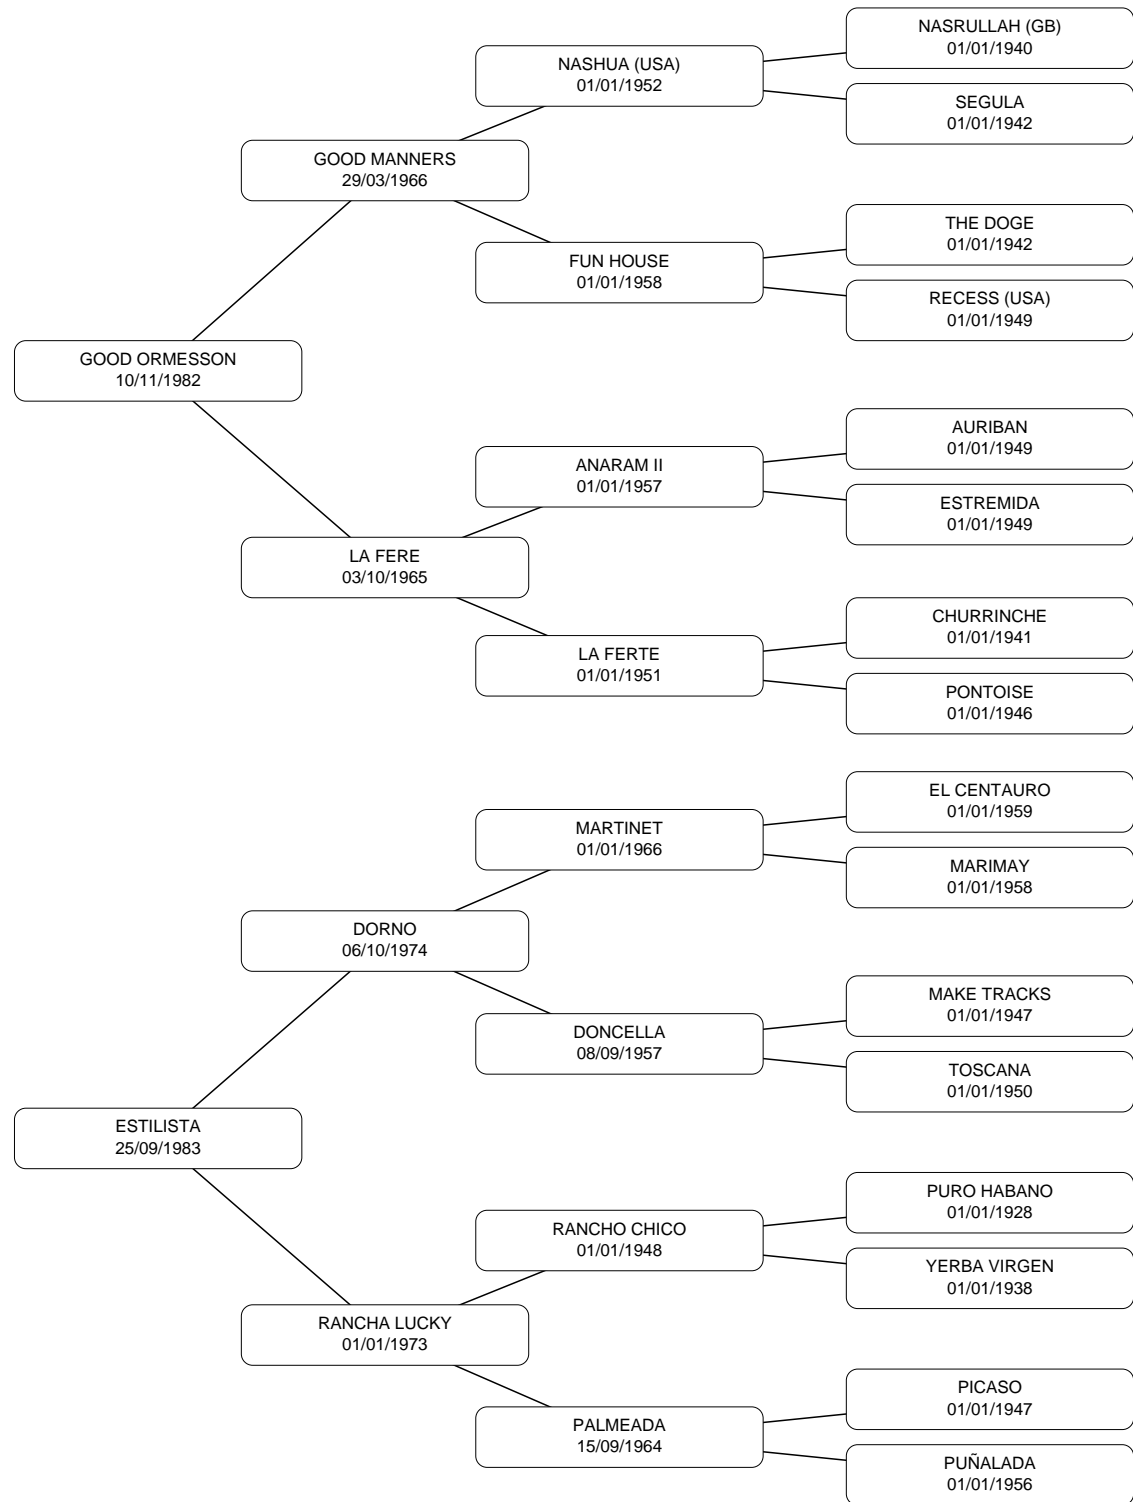 NASRULLAH (GB)
01/01/1940
NASHUA (USA)
01/01/1952
SEGULA
01/01/1942
GOOD MANNERS
29/03/1966
THE DOGE
01/01/1942
FUN HOUSE
01/01/1958
RECESS (USA)
01/01/1949
GOOD ORMESSON
10/11/1982
AURIBAN
01/01/1949
ANARAM II
01/01/1957
ESTREMIDA
01/01/1949
LA FERE
03/10/1965
CHURRINCHE
01/01/1941
LA FERTE
01/01/1951
PONTOISE
01/01/1946
EL CENTAURO
01/01/1959
MARTINET
01/01/1966
MARIMAY
01/01/1958
DORNO
06/10/1974
MAKE TRACKS
01/01/1947
DONCELLA
08/09/1957
TOSCANA
01/01/1950
ESTILISTA
25/09/1983
PURO HABANO
01/01/1928
RANCHO CHICO
01/01/1948
YERBA VIRGEN
01/01/1938
RANCHA LUCKY
01/01/1973
PICASO
01/01/1947
PALMEADA
15/09/1964
PUÑALADA
01/01/1956